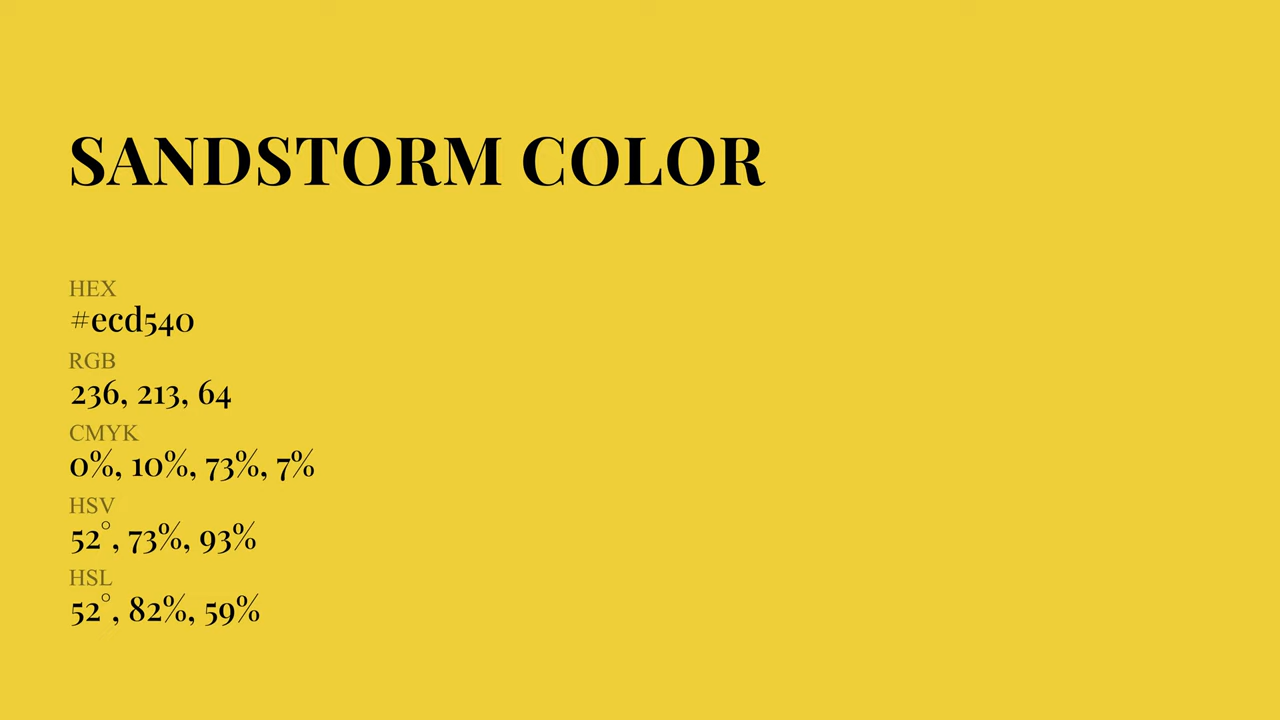 SANDSTORM COLOR
HEX
#ecd540
RGB
236, 213, 64
CMYK
0%, 10%, 73%, 7%
HSV
52°, 73%, 93%
HSL
52°, 82%, 59%